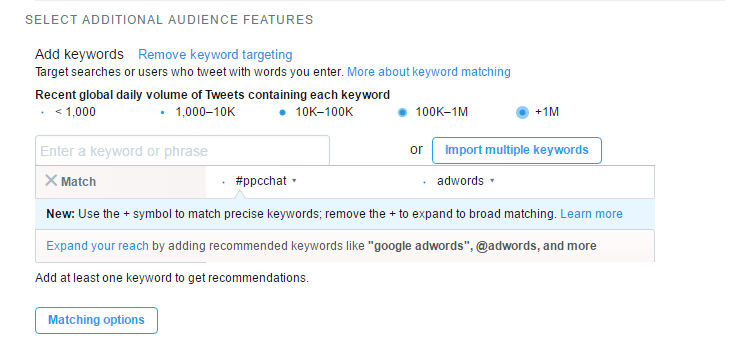 SELECT ADDITIONAL AUDIENCE FEATURES
Add keywords Remove keyword targeting
Target searches or users who tweet with words you enter. More about keyword matching
Recent global daily volume of Tweets containing each keyword
< 1,000 1,000–10K 10K–100K 100K–1M +1M
Enter a keyword or phrase or Import multiple keywords
Match #ppcchat adwords
New: Use the + symbol to match precise keywords; remove the + to expand to broad matching. Learn more
Expand your reach by adding recommended keywords like "google adwords", @adwords, and more
Add at least one keyword to get recommendations.
Matching options